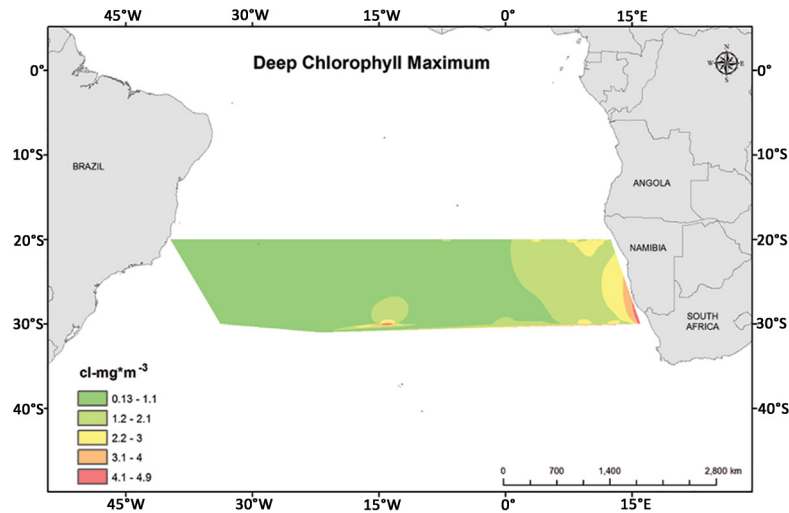 45°W 30°W 15°W 0° 15°E
Deep Chlorophyll Maximum
N
W E
S
0° 0°
BRAZIL
10°S 10°S
ANGOLA
20°S 20°S
NAMIBIA
30°S 30°S
SOUTH
AFRICA
cl-mg*m⁻³
0.13 - 1.1
1.2 - 2.1
2.2 - 3
3.1 - 4
4.1 - 4.9
40°S 40°S
0 700 1,400 2,800 km
45°W 30°W 15°W 0° 15°E